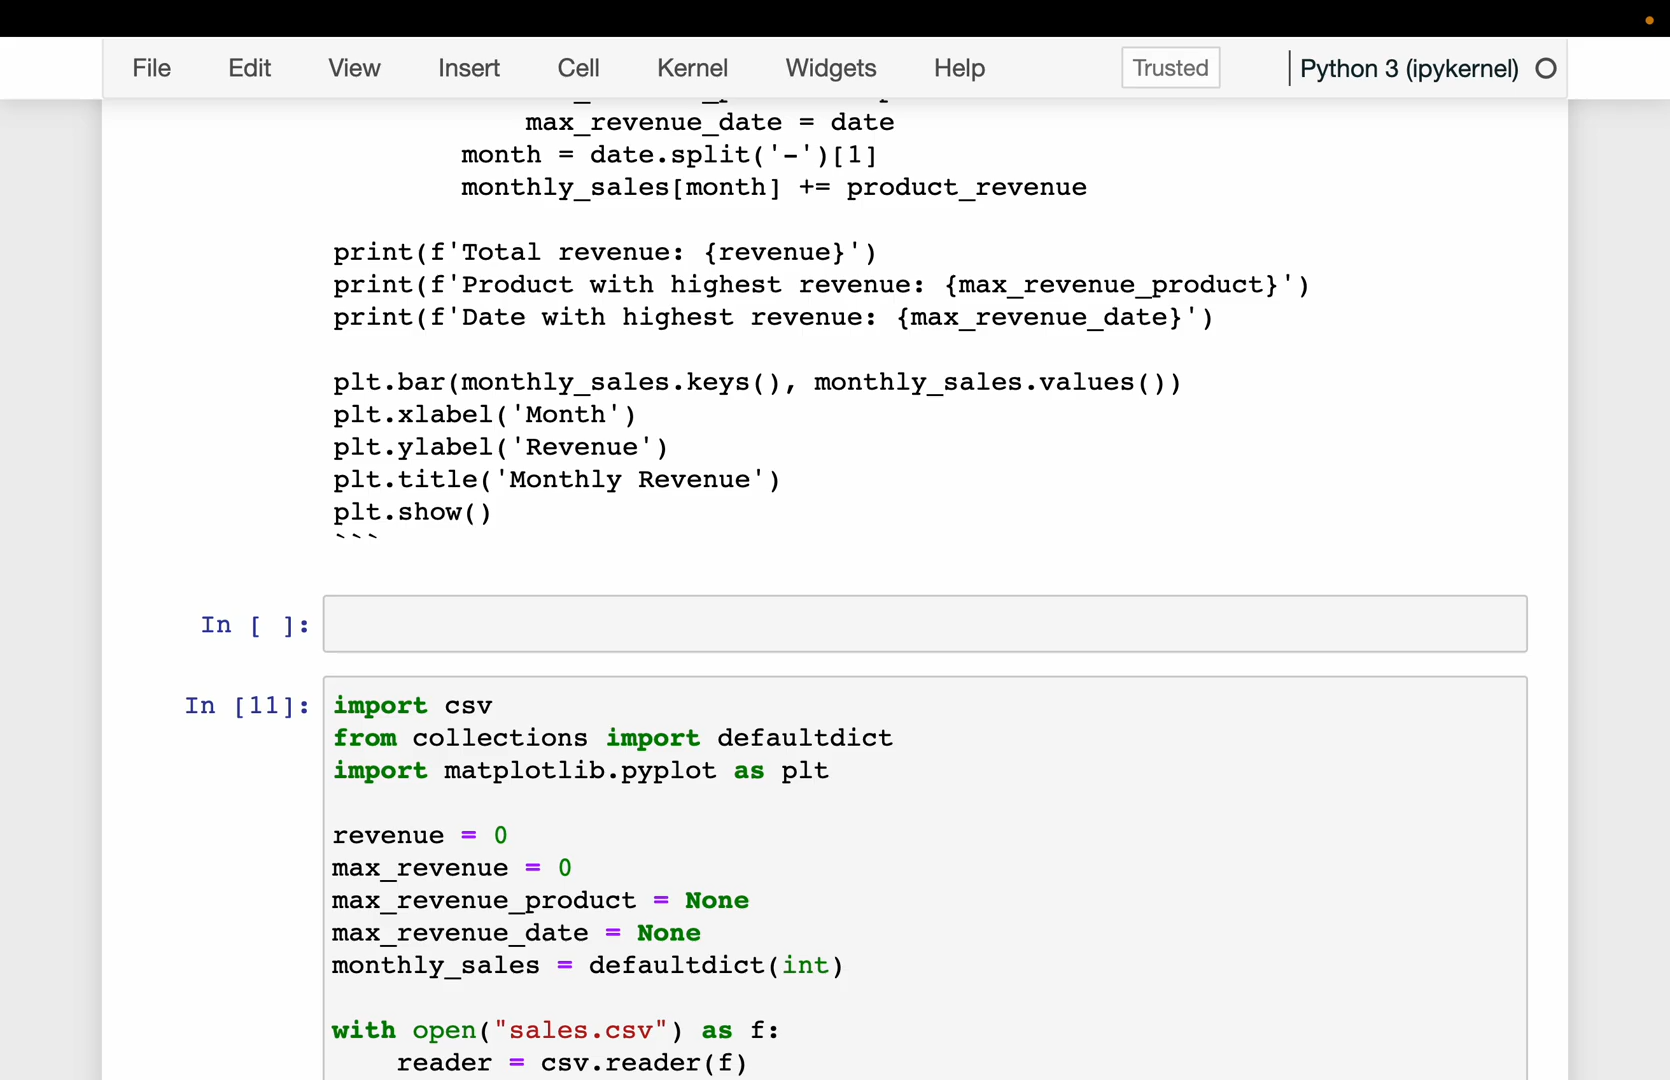 File Edit View Insert Cell Kernel Widgets Help Trusted Python 3 (ipykernel)
max_revenue_date = date
month = date.split('-')[1]
monthly_sales[month] += product_revenue
print(f'Total revenue: {revenue}')
print(f'Product with highest revenue: {max_revenue_product}')
print(f'Date with highest revenue: {max_revenue_date}')
plt.bar(monthly_sales.keys(), monthly_sales.values())
plt.xlabel('Month')
plt.ylabel('Revenue')
plt.title('Monthly Revenue')
plt.show()
```
In [ ]:
In [11]: import csv
from collections import defaultdict
import matplotlib.pyplot as plt
revenue = 0
max_revenue = 0
max_revenue_product = None
max_revenue_date = None
monthly_sales = defaultdict(int)
with open("sales.csv") as f:
reader = csv.reader(f)